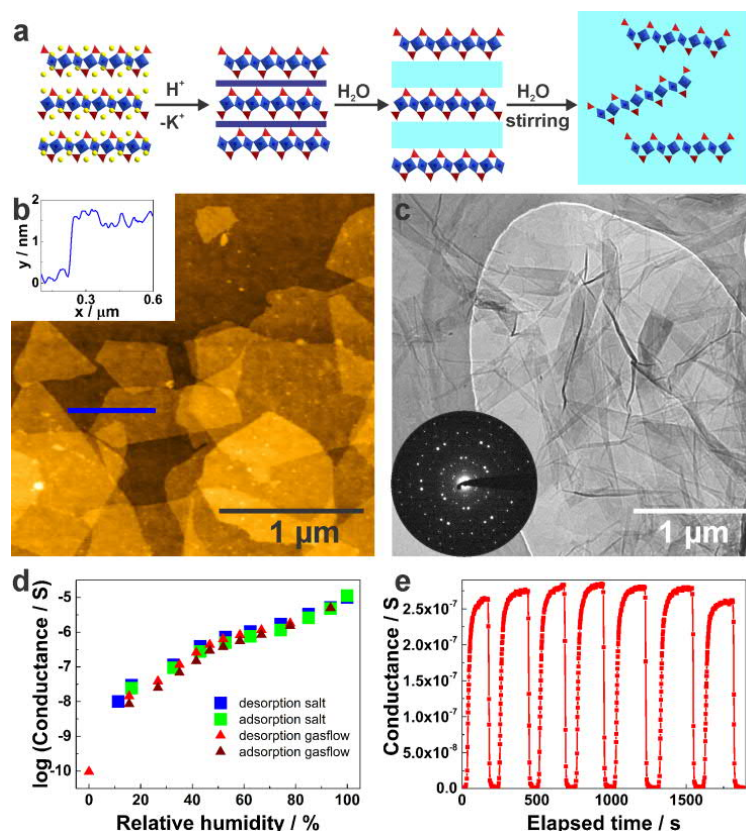 a
H⁺
-K⁺
H₂O
H₂O
stirring
b
y / nm
2
1
0
0.3
0.6
x / μm
1 μm
c
1 μm
d
log (Conductance / S)
-5
-6
-7
-8
-9
-10
0
20
40
60
80
100
Relative humidity / %
desorption salt
adsorption salt
desorption gasflow
adsorption gasflow
e
Conductance / S
2.5x10⁻⁷
2.0x10⁻⁷
1.5x10⁻⁷
1.0x10⁻⁷
5.0x10⁻⁸
0.0
0
500
1000
1500
Elapsed time / s